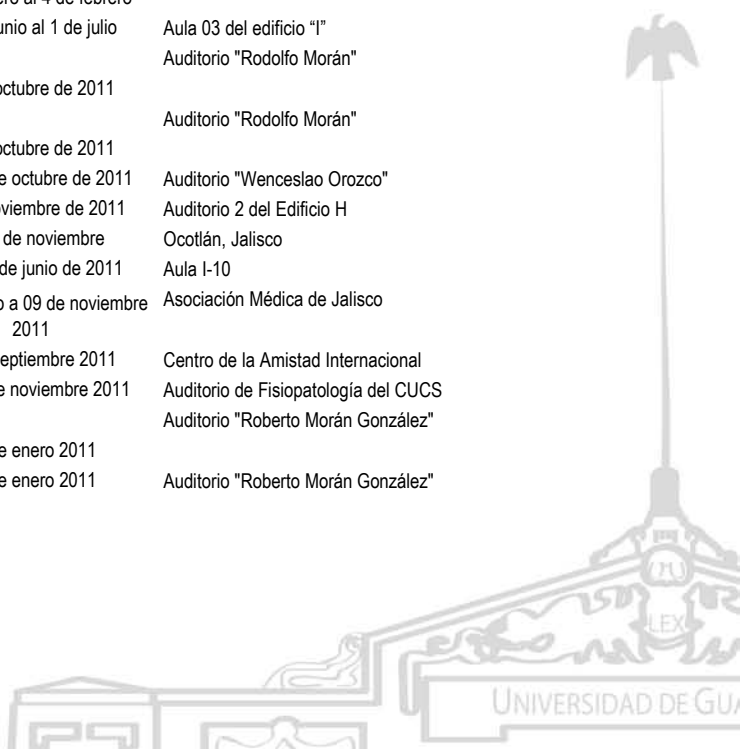 al 4 de febrero
unio al 1 de julio Aula 03 del edificio “I”
Auditorio "Rodolfo Morán"
octubre de 2011
Auditorio "Rodolfo Morán"
octubre de 2011
e octubre de 2011 Auditorio "Wenceslao Orozco"
oviembre de 2011 Auditorio 2 del Edificio H
de noviembre Ocotlán, Jalisco
de junio de 2011 Aula I-10
o a 09 de noviembre Asociación Médica de Jalisco
2011
eptiembre 2011 Centro de la Amistad Internacional
e noviembre 2011 Auditorio de Fisiopatología del CUCS
Auditorio "Roberto Morán González"
e enero 2011
e enero 2011 Auditorio "Roberto Morán González"
LEX
UNIVERSIDAD DE GUA